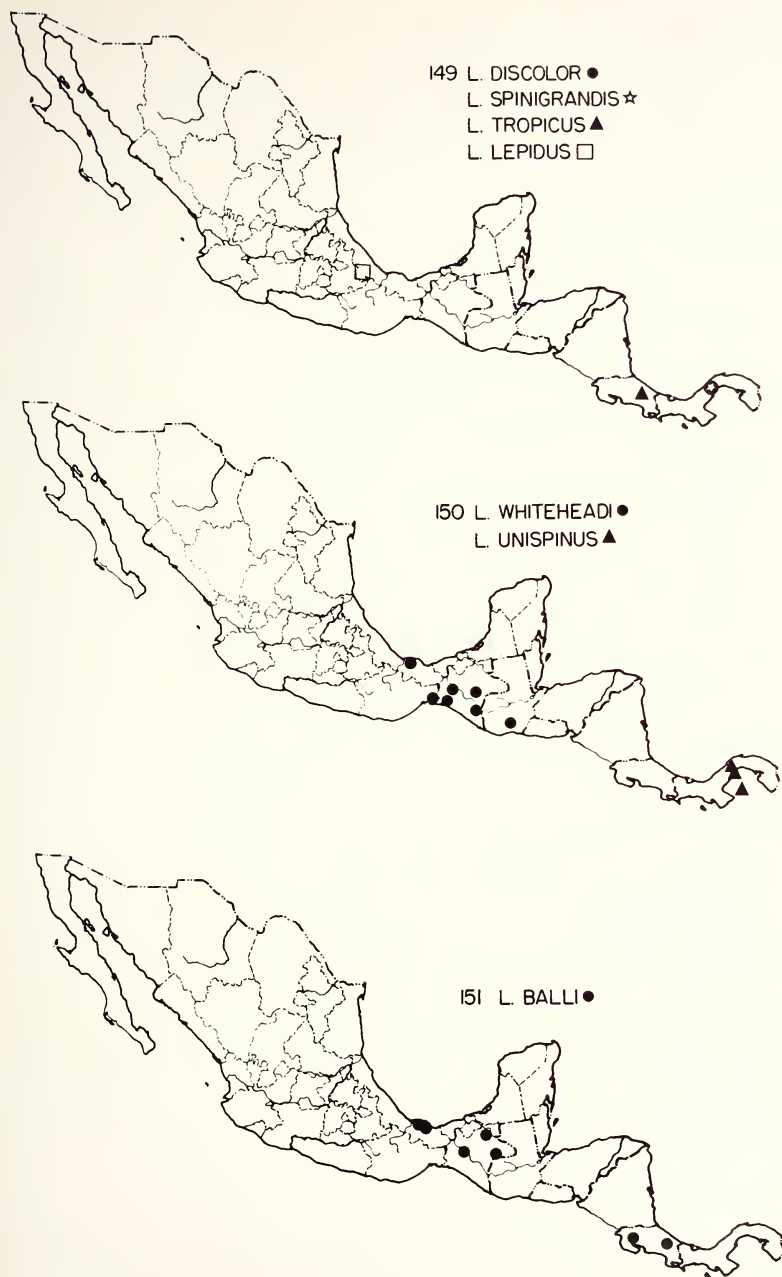 149 L. DISCOLOR ●
L. SPINIGRANDIS ☆
L. TROPICUS ▲
L. LEPIDUS □
150 L. WHITEHEADI ●
L. UNISPINUS ▲
151 L. BALLI ●